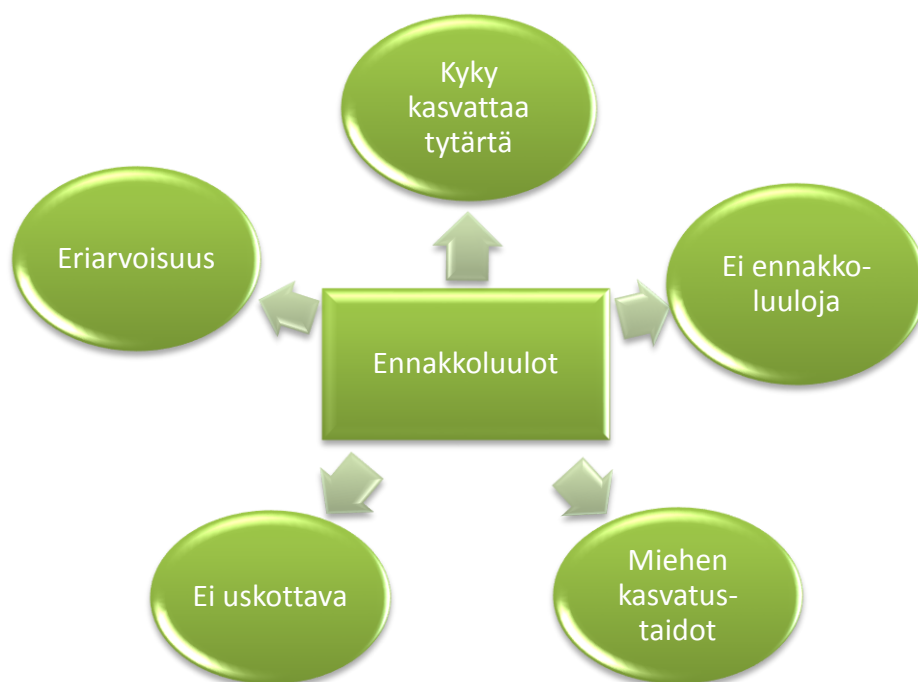 Kyky
kasvattaa
tytärtä
Eriarvoisuus
Ei ennakko-
luuloja
Ennakkoluulot
Ei uskottava
Miehen
kasvatus-
taidot